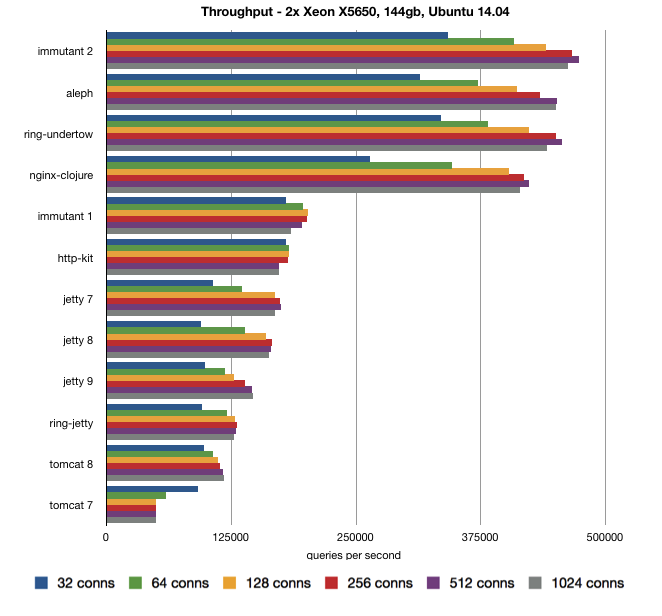 Throughput - 2x Xeon X5650, 144gb, Ubuntu 14.04
immutant 2
aleph
ring-undertow
nginx-clojure
immutant 1
http-kit
jetty 7
jetty 8
jetty 9
ring-jetty
tomcat 8
tomcat 7
0 125000 250000 375000 500000
queries per second
32 conns 64 conns 128 conns 256 conns 512 conns 1024 conns